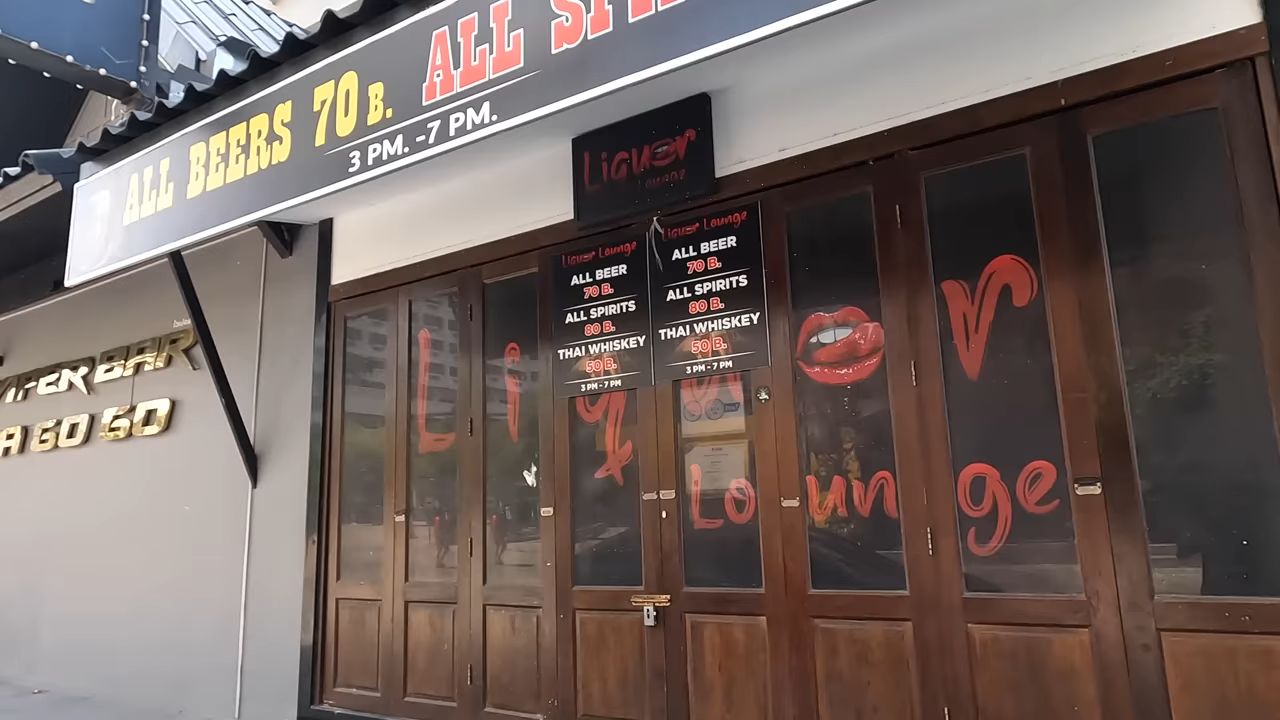 ALL BEERS 70 B. ALL
3 PM. -7 PM.
Liquor
Lounge
Liquor Lounge
ALL BEER
70 B.
ALL SPIRITS
80 B.
THAI WHISKEY
50 B.
3 PM - 7 PM
Liquor Lounge
ALL BEER
70 B.
ALL SPIRITS
80 B.
THAI WHISKEY
50 B.
3 PM - 7 PM
Liquor
Lounge
BAR
A GO GO